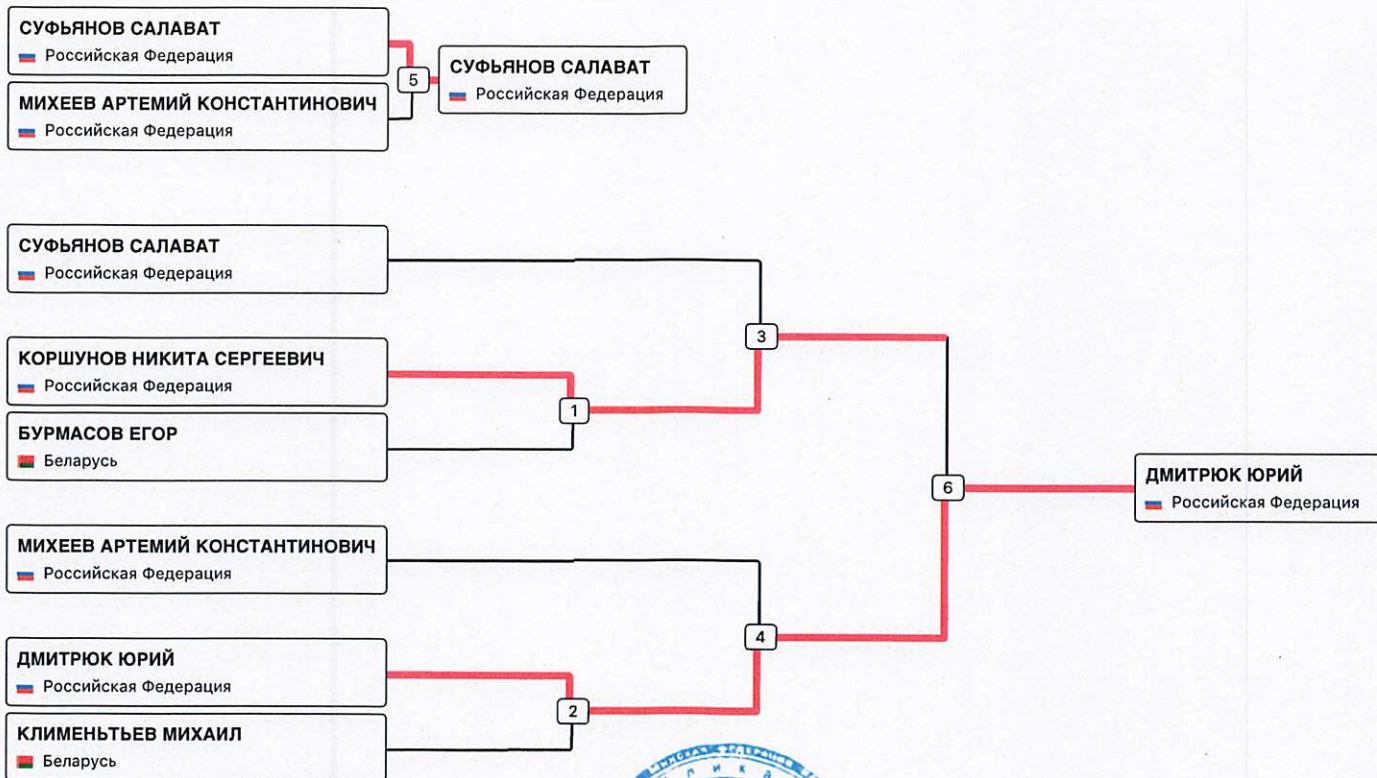 СУФЬЯНОВ САЛАВАТ
Российская Федерация
МИХЕЕВ АРТЕМИЙ КОНСТАНТИНОВИЧ
Российская Федерация
5
СУФЬЯНОВ САЛАВАТ
Российская Федерация
СУФЬЯНОВ САЛАВАТ
Российская Федерация
3
КОРШУНОВ НИКИТА СЕРГЕЕВИЧ
Российская Федерация
1
БУРМАСОВ ЕГОР
Беларусь
6
ДМИТРЮК ЮРИЙ
Российская Федерация
МИХЕЕВ АРТЕМИЙ КОНСТАНТИНОВИЧ
Российская Федерация
4
ДМИТРЮК ЮРИЙ
Российская Федерация
2
КЛИМЕНЬТЬЕВ МИХАИЛ
Беларусь